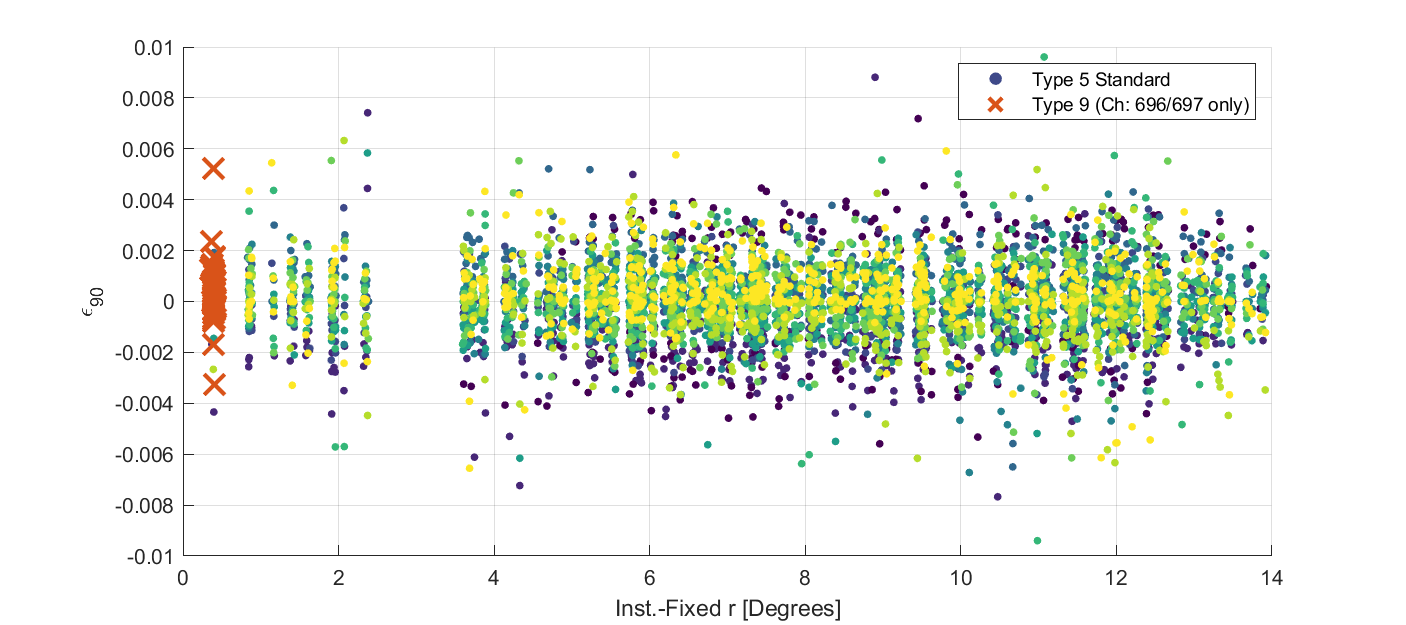 0.01
0.008
0.006
0.004
0.002
0
-0.002
-0.004
-0.006
-0.008
-0.01
ϵ90
0 2 4 6 8 10 12 14
Inst.-Fixed r [Degrees]
Type 5 Standard
Type 9 (Ch: 696/697 only)